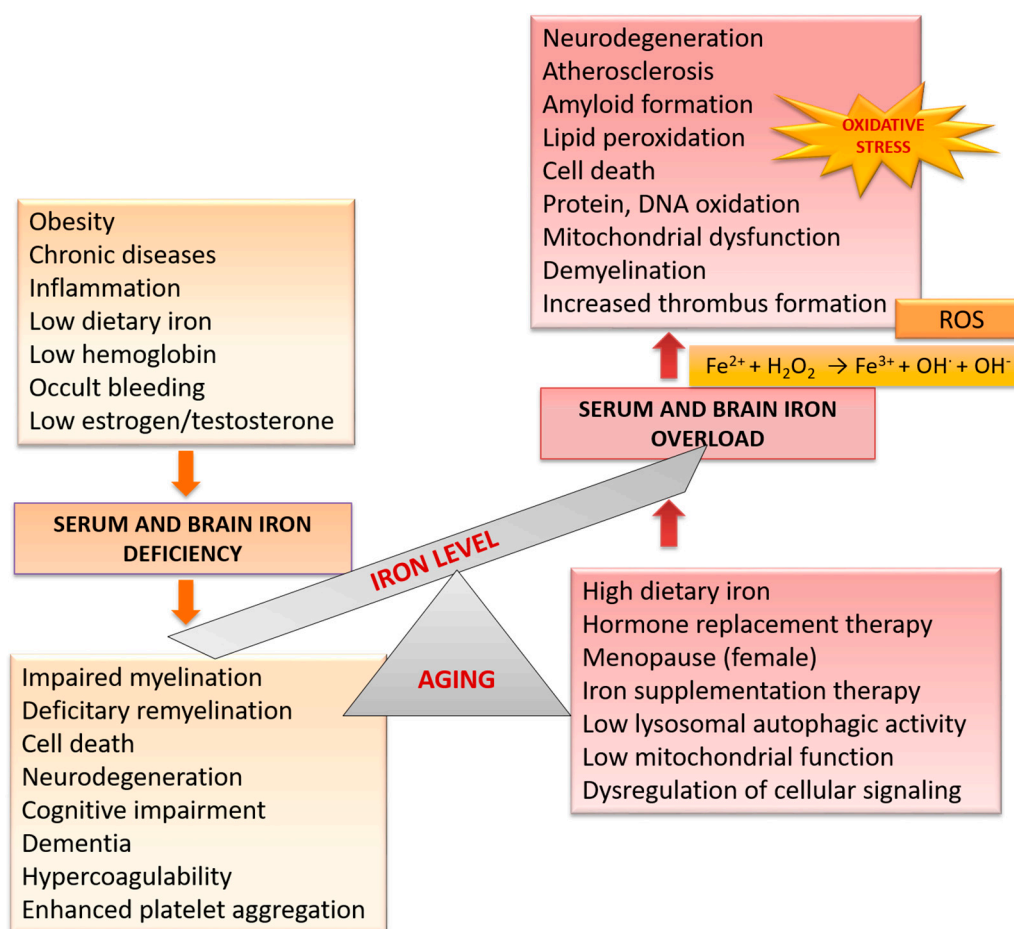 Neurodegeneration
Atherosclerosis
Amyloid formation
Lipid peroxidation
Cell death
Protein, DNA oxidation
Mitochondrial dysfunction
Demyelination
Increased thrombus formation
OXIDATIVE
STRESS
ROS
Fe²⁺ + H₂O₂ → Fe³⁺ + OH· + OH⁻
SERUM AND BRAIN IRON
OVERLOAD
Obesity
Chronic diseases
Inflammation
Low dietary iron
Low hemoglobin
Occult bleeding
Low estrogen/testosterone
SERUM AND BRAIN IRON
DEFICIENCY
IRON LEVEL
AGING
Impaired myelination
Deficitary remyelination
Cell death
Neurodegeneration
Cognitive impairment
Dementia
Hypercoagulability
Enhanced platelet aggregation
High dietary iron
Hormone replacement therapy
Menopause (female)
Iron supplementation therapy
Low lysosomal autophagic activity
Low mitochondrial function
Dysregulation of cellular signaling